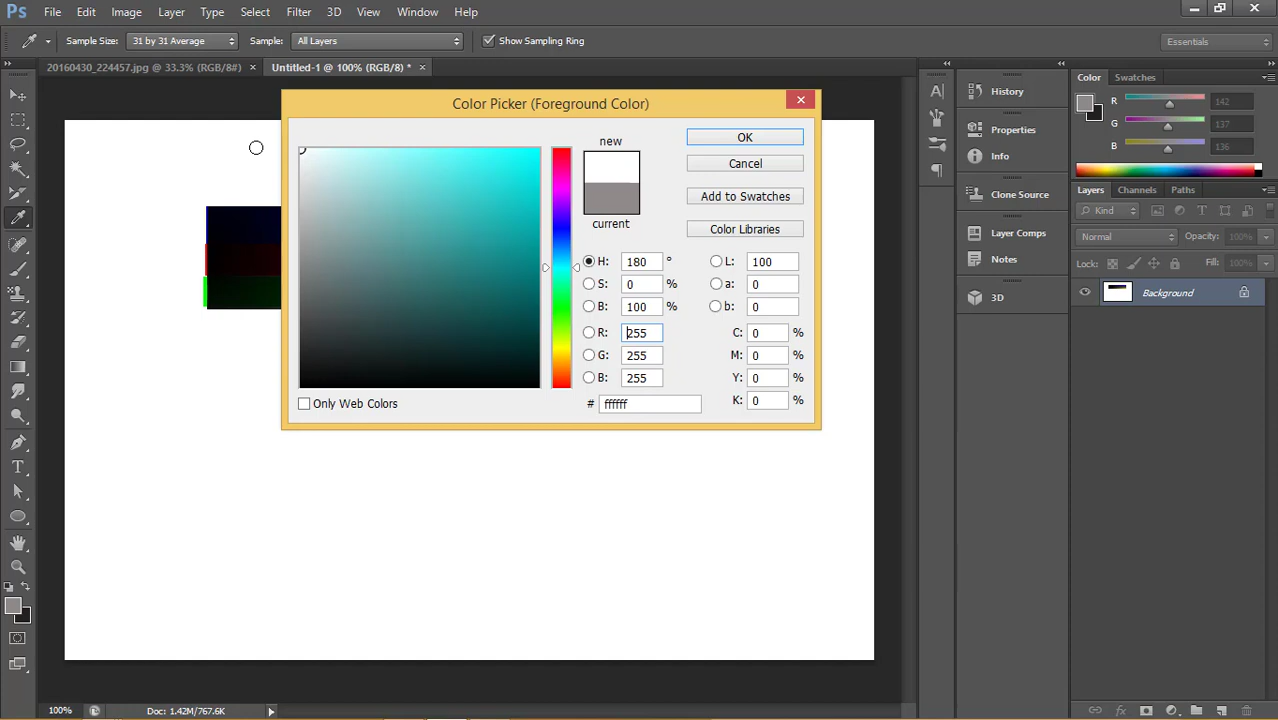 Ps File Edit Image Layer Type Select Filter 3D View Window Help
Sample Size: 31 by 31 Average Sample: All Layers Show Sampling Ring Essentials
20160430_224457.jpg @ 33.3% (RGB/8#) × Untitled-1 @ 100% (RGB/8) * ×
Color Picker (Foreground Color)
new
current
OK
Cancel
Add to Swatches
Color Libraries
H: 180 ° L: 100
S: 0 % a: 0
B: 100 % b: 0
R: 255 C: 0 %
G: 255 M: 0 %
B: 255 Y: 0 %
K: 0 %
# ffffff
Only Web Colors
History
Properties
Info
Clone Source
Layer Comps
Notes
3D
Color Swatches
R 142
G 137
B 136
Layers Channels Paths
Kind
Normal Opacity: 100%
Lock: Fill: 100%
Background
100% Doc: 1.42M/767.6K